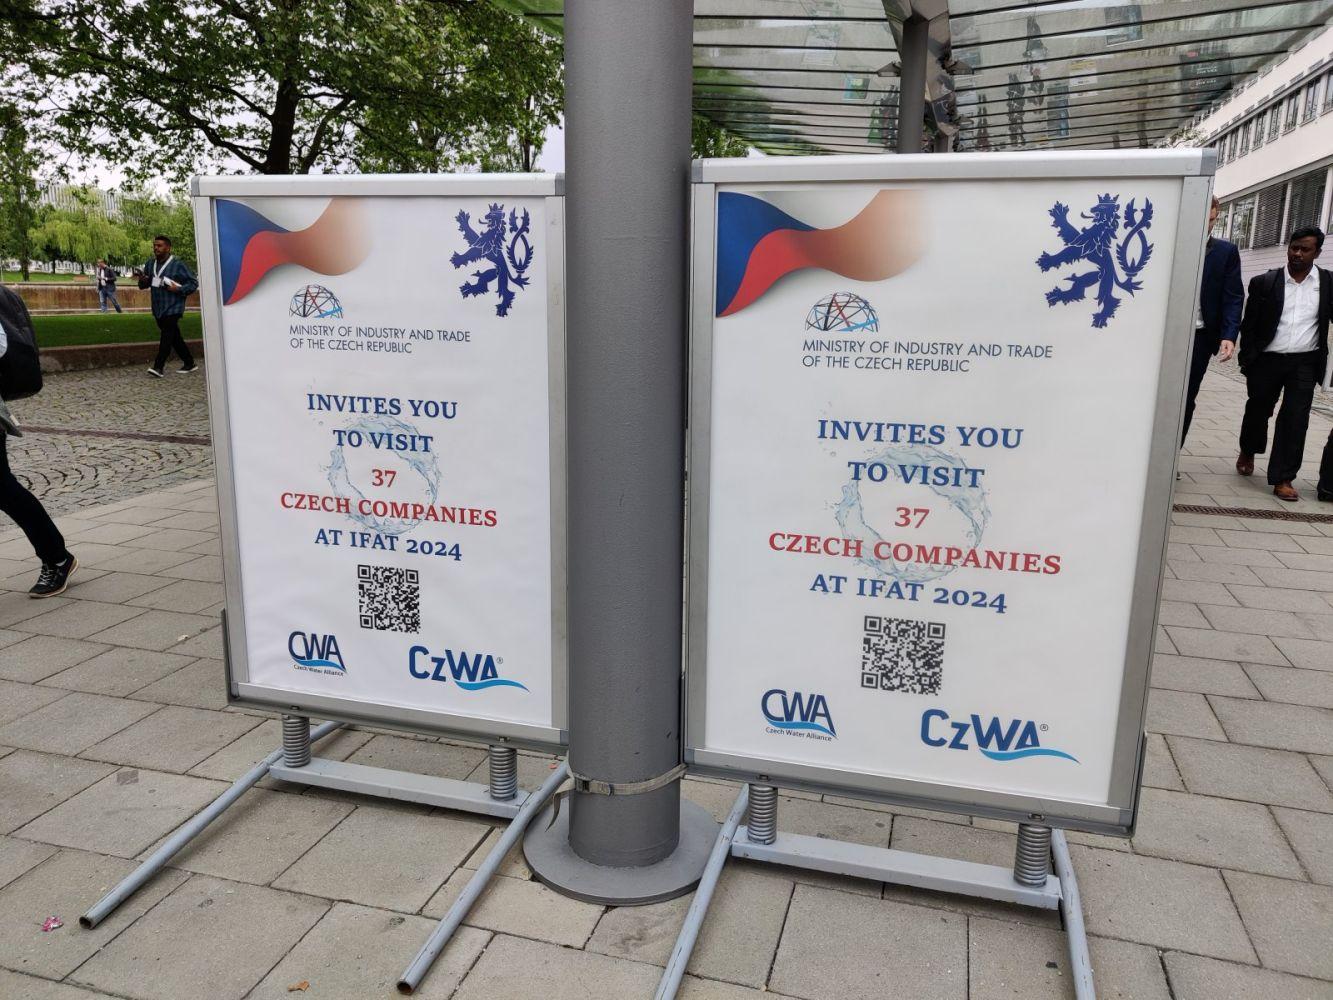 MINISTRY OF INDUSTRY AND TRADE
OF THE CZECH REPUBLIC
INVITES YOU
TO VISIT
37
CZECH COMPANIES
AT IFAT 2024
CWA
Czech Water Alliance
CzWA®
MINISTRY OF INDUSTRY AND TRADE
OF THE CZECH REPUBLIC
INVITES YOU
TO VISIT
37
CZECH COMPANIES
AT IFAT 2024
CWA
Czech Water Alliance
CzWA®